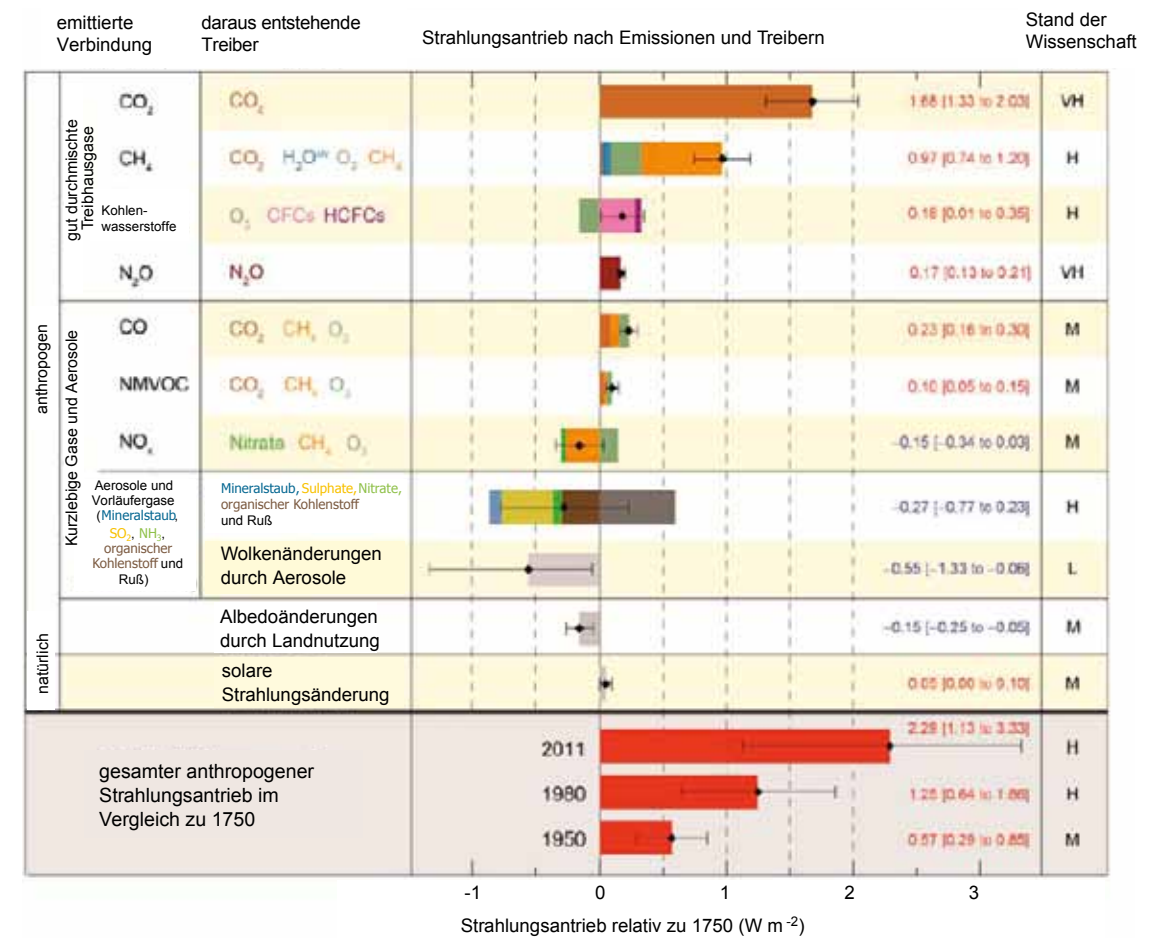 emittierte
Verbindung
daraus entstehende
Treiber
Strahlungsantrieb nach Emissionen und Treibern
Stand der
Wissenschaft
anthropogen
natürlich
gut durchmischte
Treibhausgase
Kurzlebige Gase und Aerosole
CO₂ CO₂ 1.68 [1.33 to 2.03] VH
CH₄ CO₂ H₂Oˢᵗʳ O₃ CH₄ 0.97 [0.74 to 1.20] H
Kohlen-
wasserstoffe
O₃ CFCs HCFCs 0.18 [0.01 to 0.35] H
N₂O N₂O 0.17 [0.13 to 0.21] VH
CO CO₂ CH₄ O₃ 0.23 [0.16 to 0.30] M
NMVOC CO₂ CH₄ O₃ 0.10 [0.05 to 0.15] M
NOₓ Nitrate CH₄ O₃ -0.15 [-0.34 to 0.03] M
Aerosole und
Vorläufergase
(Mineralstaub,
SO₂, NH₃,
organischer
Kohlenstoff und
Ruß)
Mineralstaub, Sulphate, Nitrate,
organischer Kohlenstoff
und Ruß
-0.27 [-0.77 to 0.23] H
Wolkenänderungen
durch Aerosole
-0.55 [-1.33 to -0.06] L
Albedoänderungen
durch Landnutzung
-0.15 [-0.25 to -0.05] M
solare
Strahlungsänderung
0.05 [0.00 to 0.10] M
gesamter anthropogener
Strahlungsantrieb im
Vergleich zu 1750
2011 2.29 [1.13 to 3.33] H
1980 1.25 [0.64 to 1.86] H
1950 0.57 [0.29 to 0.85] M
-1 0 1 2 3
Strahlungsantrieb relativ zu 1750 (W m⁻²)